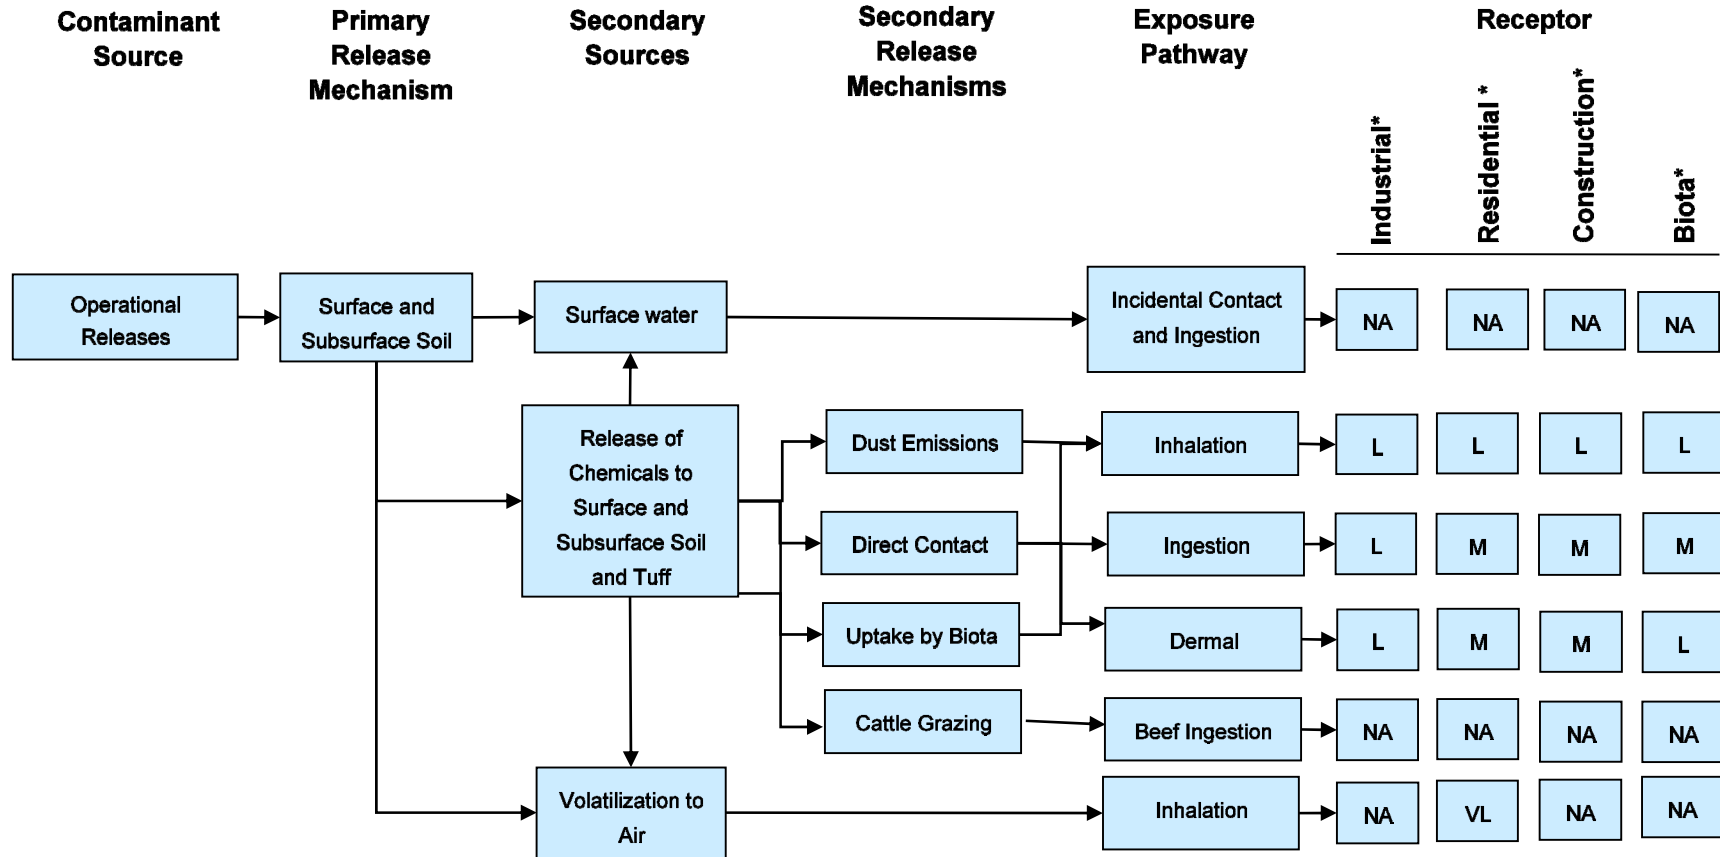 Contaminant
Source
Primary
Release
Mechanism
Secondary
Sources
Secondary
Release
Mechanisms
Exposure
Pathway
Receptor
Industrial*
Residential *
Construction*
Biota*
Operational
Releases
Surface and
Subsurface Soil
Surface water
Incidental Contact
and Ingestion
NA
NA
NA
NA
Release of
Chemicals to
Surface and
Subsurface Soil
and Tuff
Dust Emissions
Inhalation
L
L
L
L
Direct Contact
Ingestion
L
M
M
M
Uptake by Biota
Dermal
L
M
M
L
Cattle Grazing
Beef Ingestion
NA
NA
NA
NA
Volatilization to
Air
Inhalation
NA
VL
NA
NA